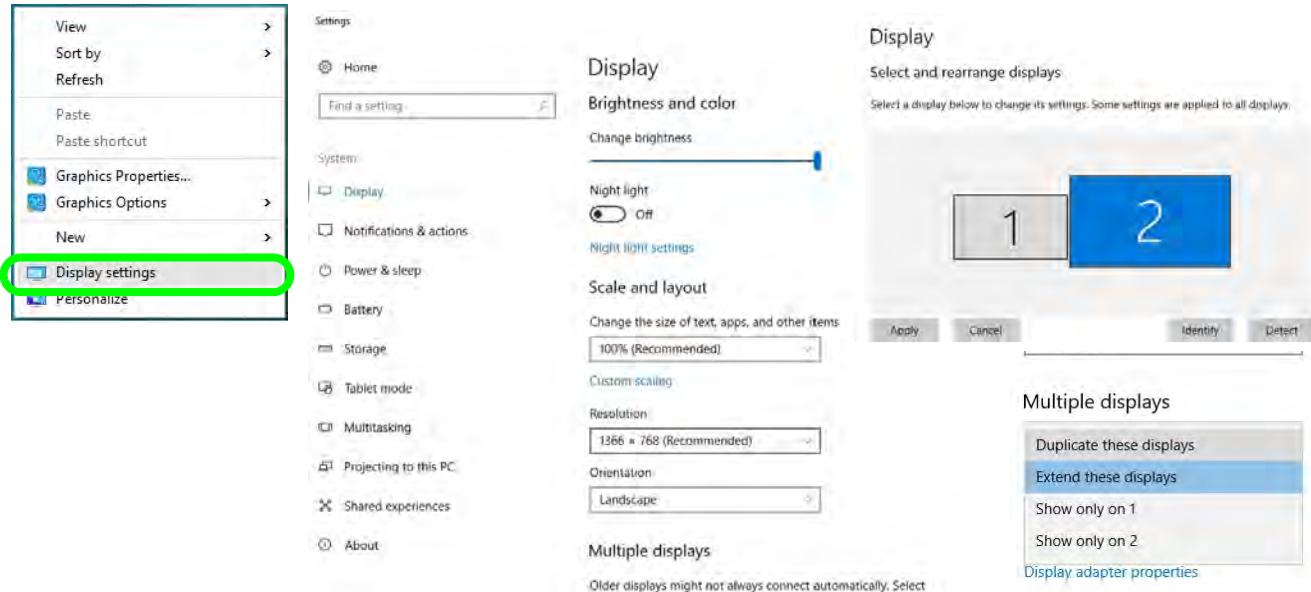 View
Sort by
Refresh
Paste
Paste shortcut
Graphics Properties...
Graphics Options
New
Display settings
Personalize
Settings
Home
Find a setting
System
Display
Notifications & actions
Power & sleep
Battery
Storage
Tablet mode
Multitasking
Projecting to this PC
Shared experiences
About
Display
Brightness and color
Change brightness
Night light
Off
Night light settings
Scale and layout
Change the size of text, apps, and other items
100% (Recommended)
Custom scaling
Resolution
1366 × 768 (Recommended)
Orientation
Landscape
Multiple displays
Older displays might not always connect automatically. Select
Display
Select and rearrange displays
Select a display below to change its settings. Some settings are applied to all displays.
1
2
Apply
Cancel
Identify
Detect
Multiple displays
Duplicate these displays
Extend these displays
Show only on 1
Show only on 2
Display adapter properties